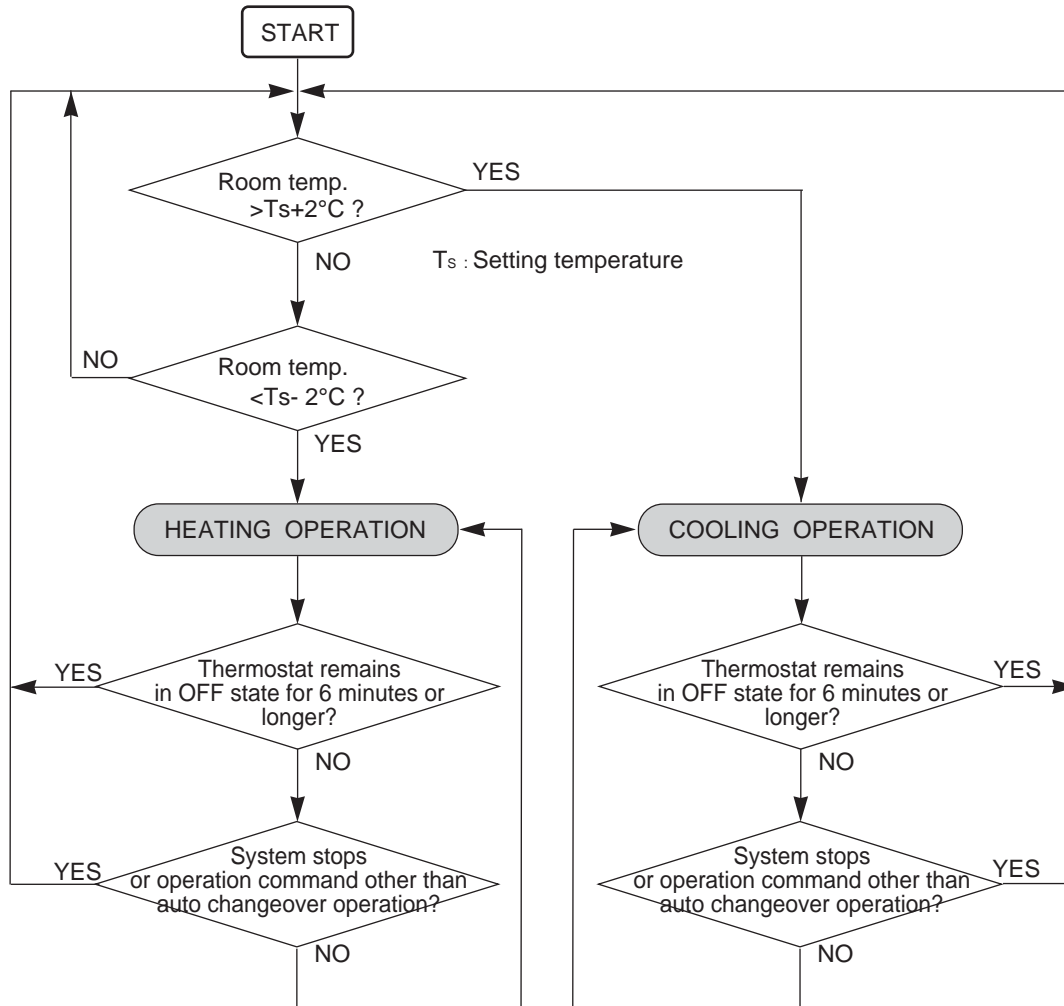 START
Room temp.
>Ts+2°C ?
YES
NO
Ts : Setting temperature
Room temp.
<Ts- 2°C ?
NO
YES
HEATING OPERATION
COOLING OPERATION
Thermostat remains
in OFF state for 6 minutes or
longer?
YES
NO
Thermostat remains
in OFF state for 6 minutes or
longer?
YES
NO
System stops
or operation command other than
auto changeover operation?
YES
NO
System stops
or operation command other than
auto changeover operation?
YES
NO